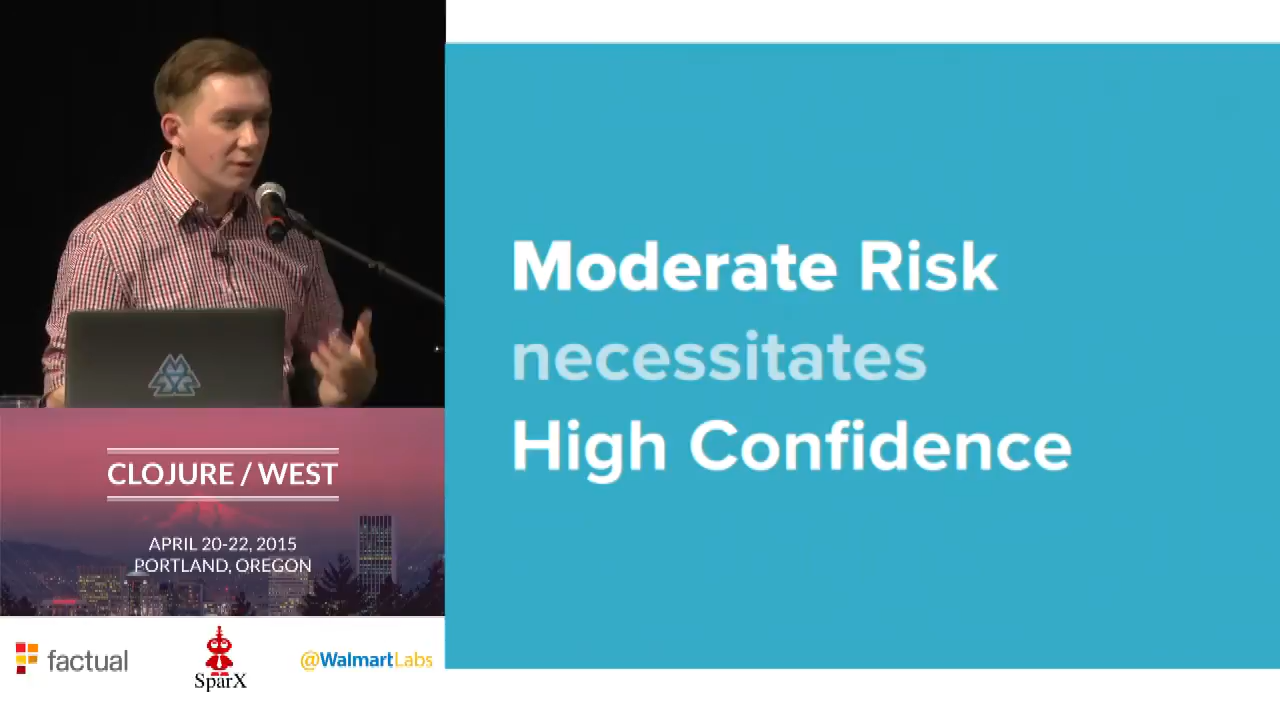 Moderate Risk
necessitates
High Confidence
CLOJURE / WEST
APRIL 20-22, 2015
PORTLAND, OREGON
factual
SparX
@WalmartLabs